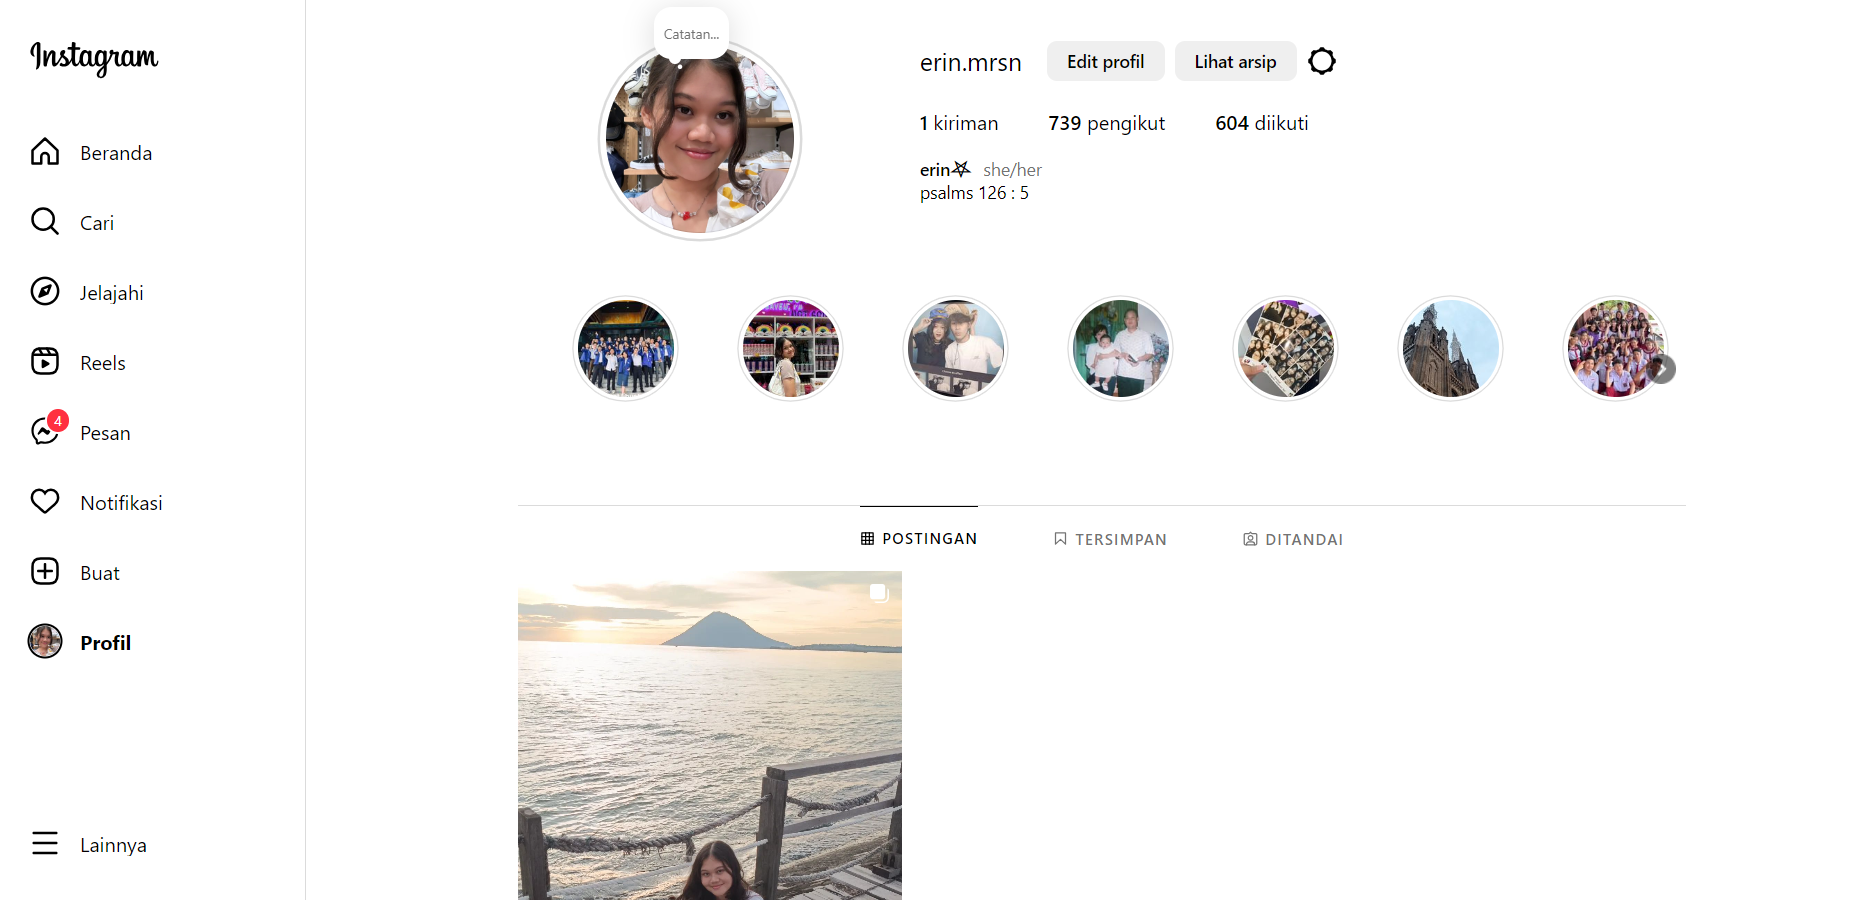 Instagram
Beranda
Cari
Jelajahi
Reels
4
Pesan
Notifikasi
Buat
Profil
Lainnya
Catatan...
erin.mrsn
Edit profil
Lihat arsip
1 kiriman
739 pengikut
604 diikuti
erin⛧ she/her
psalms 126 : 5
POSTINGAN
TERSIMPAN
DITANDAI